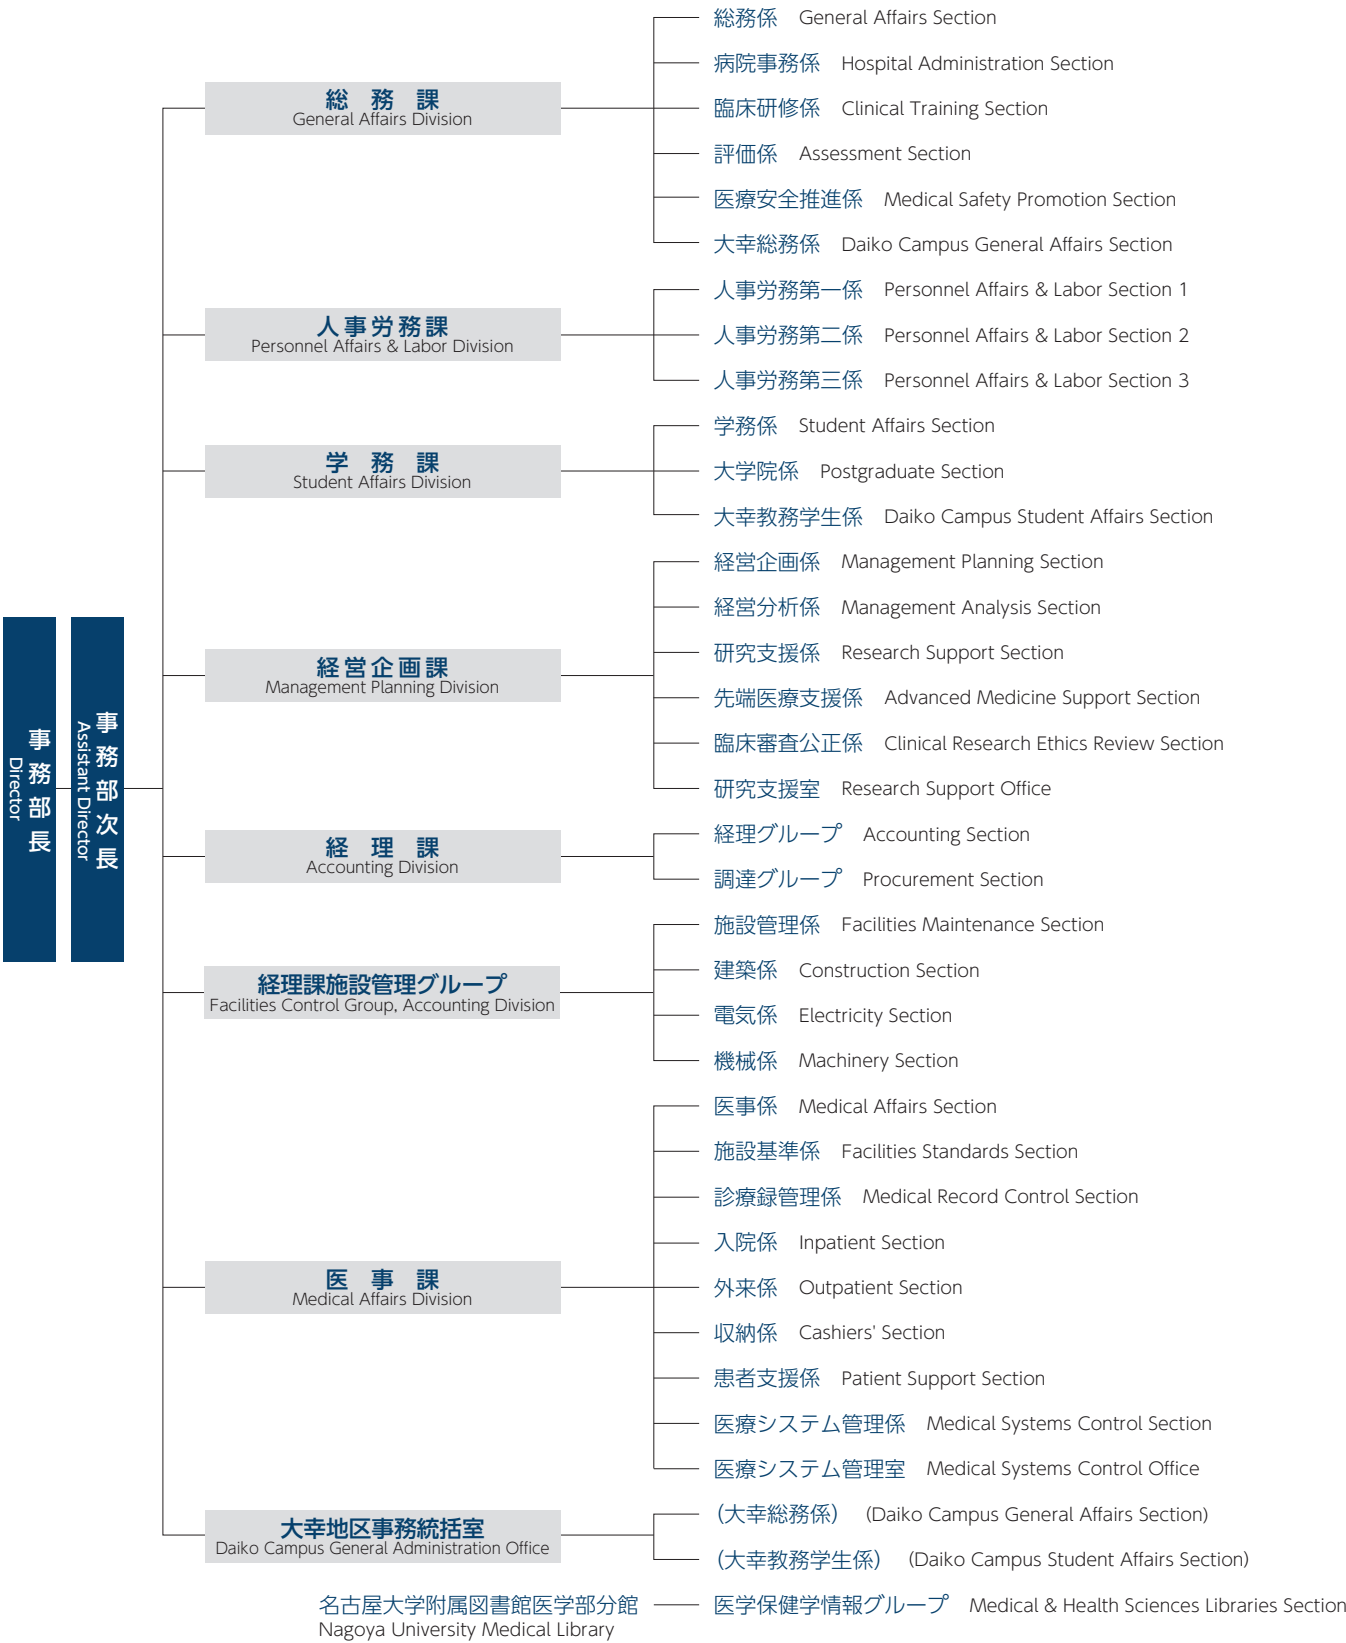 事務部長
Director
事務部次長
Assistant Director
総務課
General Affairs Division
総務係 General Affairs Section
病院事務係 Hospital Administration Section
臨床研修係 Clinical Training Section
評価係 Assessment Section
医療安全推進係 Medical Safety Promotion Section
大幸総務係 Daiko Campus General Affairs Section
人事労務課
Personnel Affairs & Labor Division
人事労務第一係 Personnel Affairs & Labor Section 1
人事労務第二係 Personnel Affairs & Labor Section 2
人事労務第三係 Personnel Affairs & Labor Section 3
学務課
Student Affairs Division
学務係 Student Affairs Section
大学院係 Postgraduate Section
大幸教務学生係 Daiko Campus Student Affairs Section
経営企画課
Management Planning Division
経営企画係 Management Planning Section
経営分析係 Management Analysis Section
研究支援係 Research Support Section
先端医療支援係 Advanced Medicine Support Section
臨床審査公正係 Clinical Research Ethics Review Section
研究支援室 Research Support Office
経理課
Accounting Division
経理グループ Accounting Section
調達グループ Procurement Section
経理課施設管理グループ
Facilities Control Group, Accounting Division
施設管理係 Facilities Maintenance Section
建築係 Construction Section
電気係 Electricity Section
機械係 Machinery Section
医事課
Medical Affairs Division
医事係 Medical Affairs Section
施設基準係 Facilities Standards Section
診療録管理係 Medical Record Control Section
入院係 Inpatient Section
外来係 Outpatient Section
収納係 Cashiers' Section
患者支援係 Patient Support Section
医療システム管理係 Medical Systems Control Section
医療システム管理室 Medical Systems Control Office
大幸地区事務統括室
Daiko Campus General Administration Office
(大幸総務係) (Daiko Campus General Affairs Section)
(大幸教務学生係) (Daiko Campus Student Affairs Section)
名古屋大学附属図書館医学部分館
Nagoya University Medical Library
医学保健学情報グループ Medical & Health Sciences Libraries Section